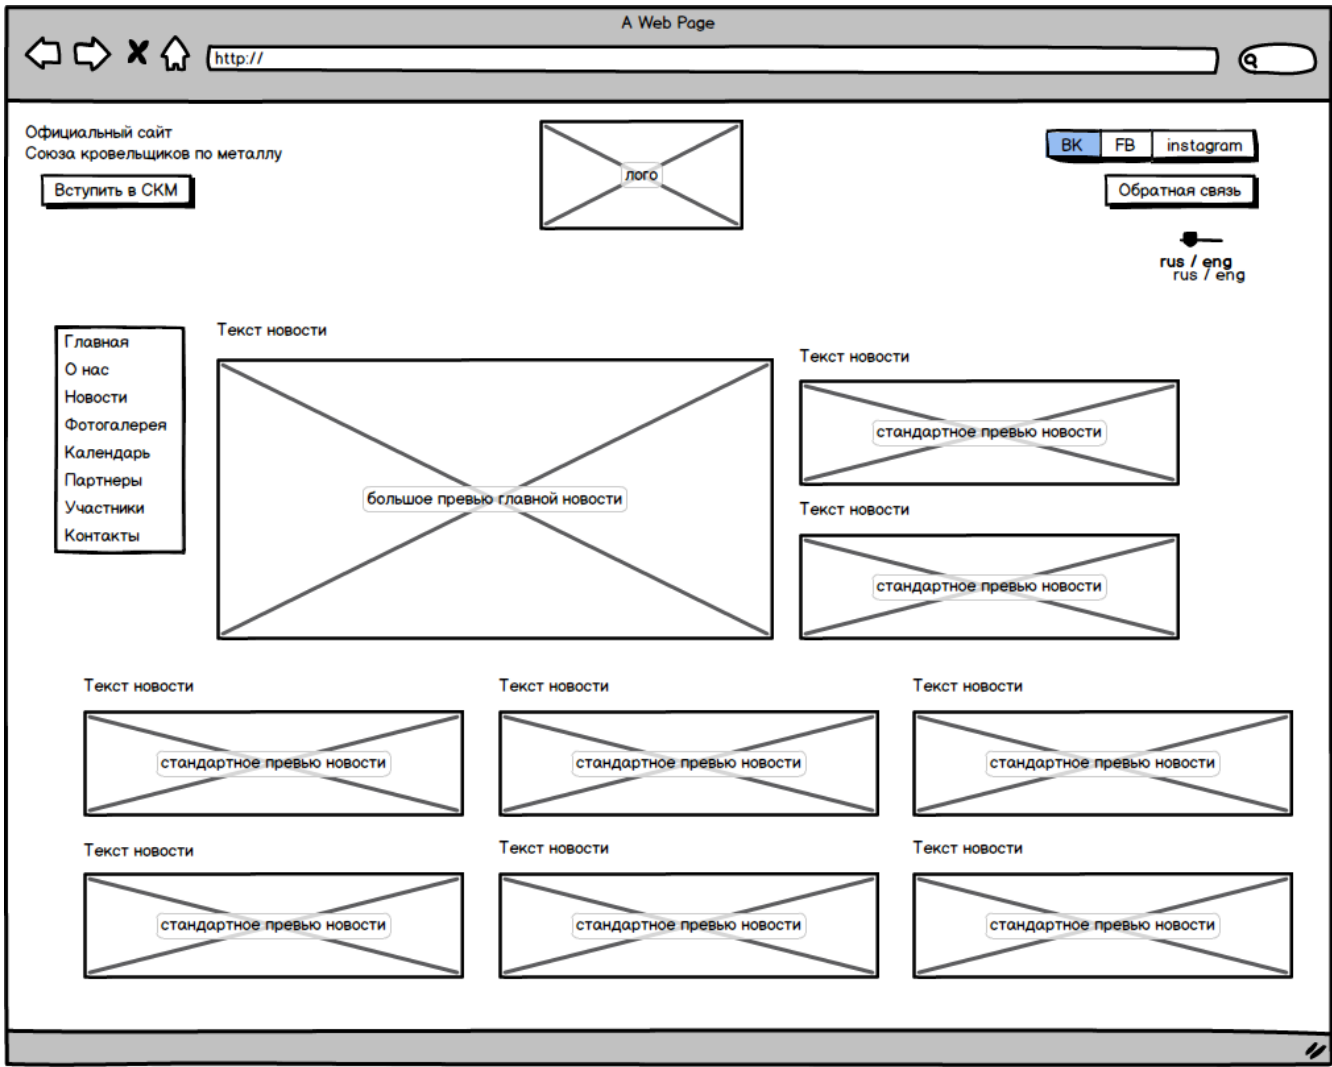 A Web Page
http://
Официальный сайт
Союза кровельщиков по металлу
Вступить в СКМ
лого
ВК
FB
instagram
Обратная связь
rus / eng
rus / eng
Главная
О нас
Новости
Фотогалерея
Календарь
Партнеры
Участники
Контакты
Текст новости
большое превью главной новости
Текст новости
стандартное превью новости
Текст новости
стандартное превью новости
Текст новости
Текст новости
Текст новости
стандартное превью новости
стандартное превью новости
стандартное превью новости
Текст новости
Текст новости
Текст новости
стандартное превью новости
стандартное превью новости
стандартное превью новости